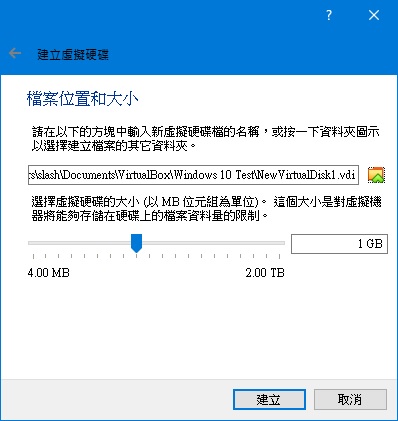 ?
建立虛擬硬碟
檔案位置和大小
請在以下的方塊中輸入新虛擬硬碟檔的名稱，或按一下資料夾圖示
以選擇建立檔案的其它資料夾。
s\slash\Documents\VirtualBox\Windows 10 Test\NewVirtualDisk1.vdi
選擇虛擬硬碟的大小 (以 MB 位元組為單位)。 這個大小是對虛擬機
器將能夠存儲在硬碟上的檔案資料量的限制。
1 GB
4.00 MB 2.00 TB
建立 取消